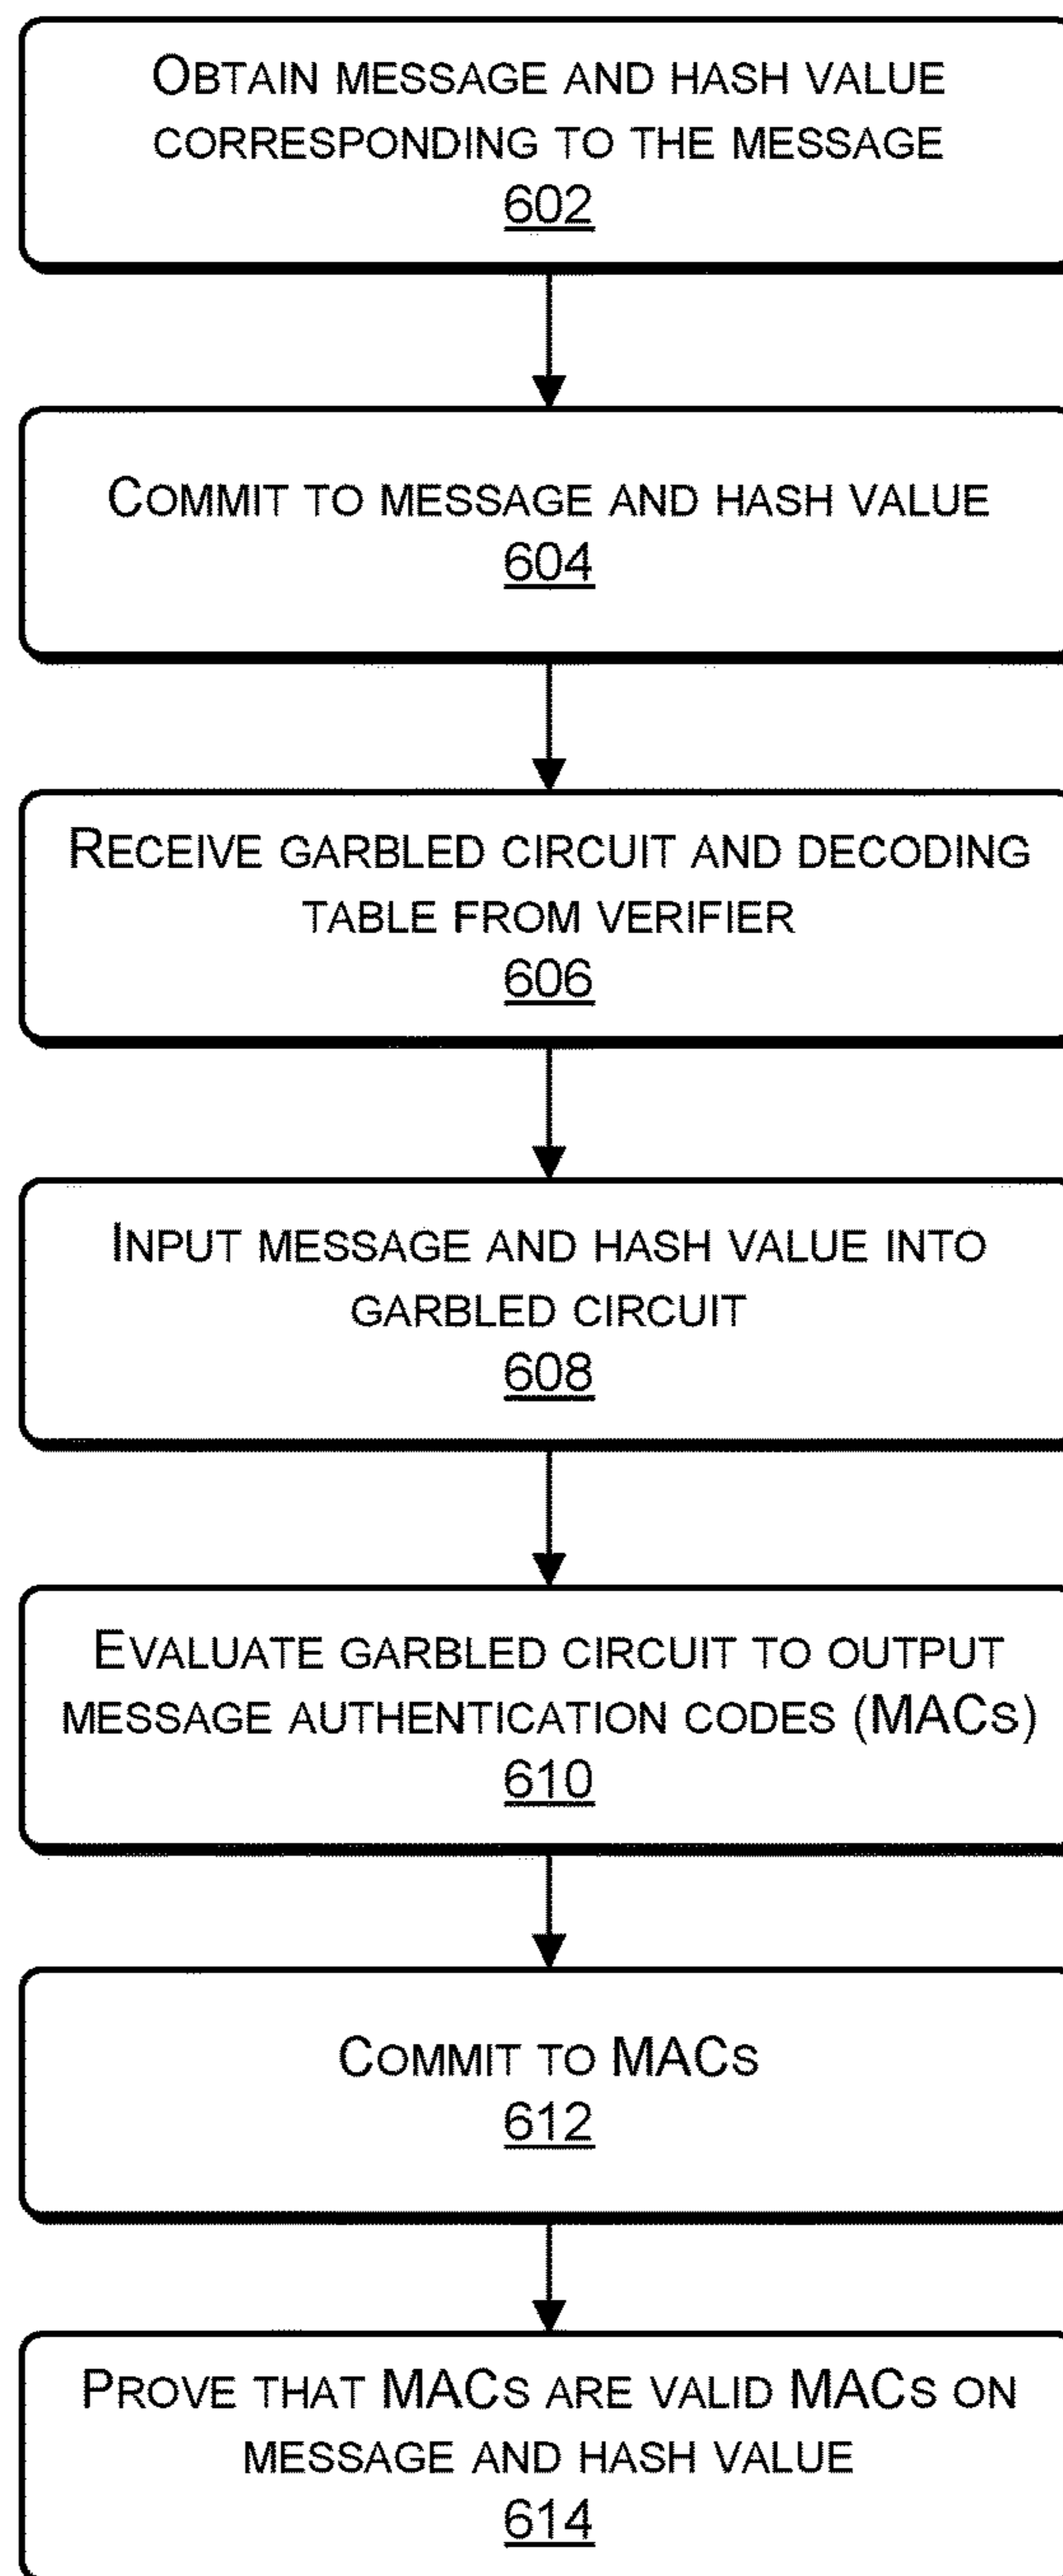 OBTAIN MESSAGE AND HASH VALUE
CORRESPONDING TO THE MESSAGE
602
COMMIT TO MESSAGE AND HASH VALUE
604
RECEIVE GARBLED CIRCUIT AND DECODING
TABLE FROM VERIFIER
606
INPUT MESSAGE AND HASH VALUE INTO
GARBLED CIRCUIT
608
EVALUATE GARBLED CIRCUIT TO OUTPUT
MESSAGE AUTHENTICATION CODES (MACS)
610
COMMIT TO MACS
612
PROVE THAT MACS ARE VALID MACS ON
MESSAGE AND HASH VALUE
614